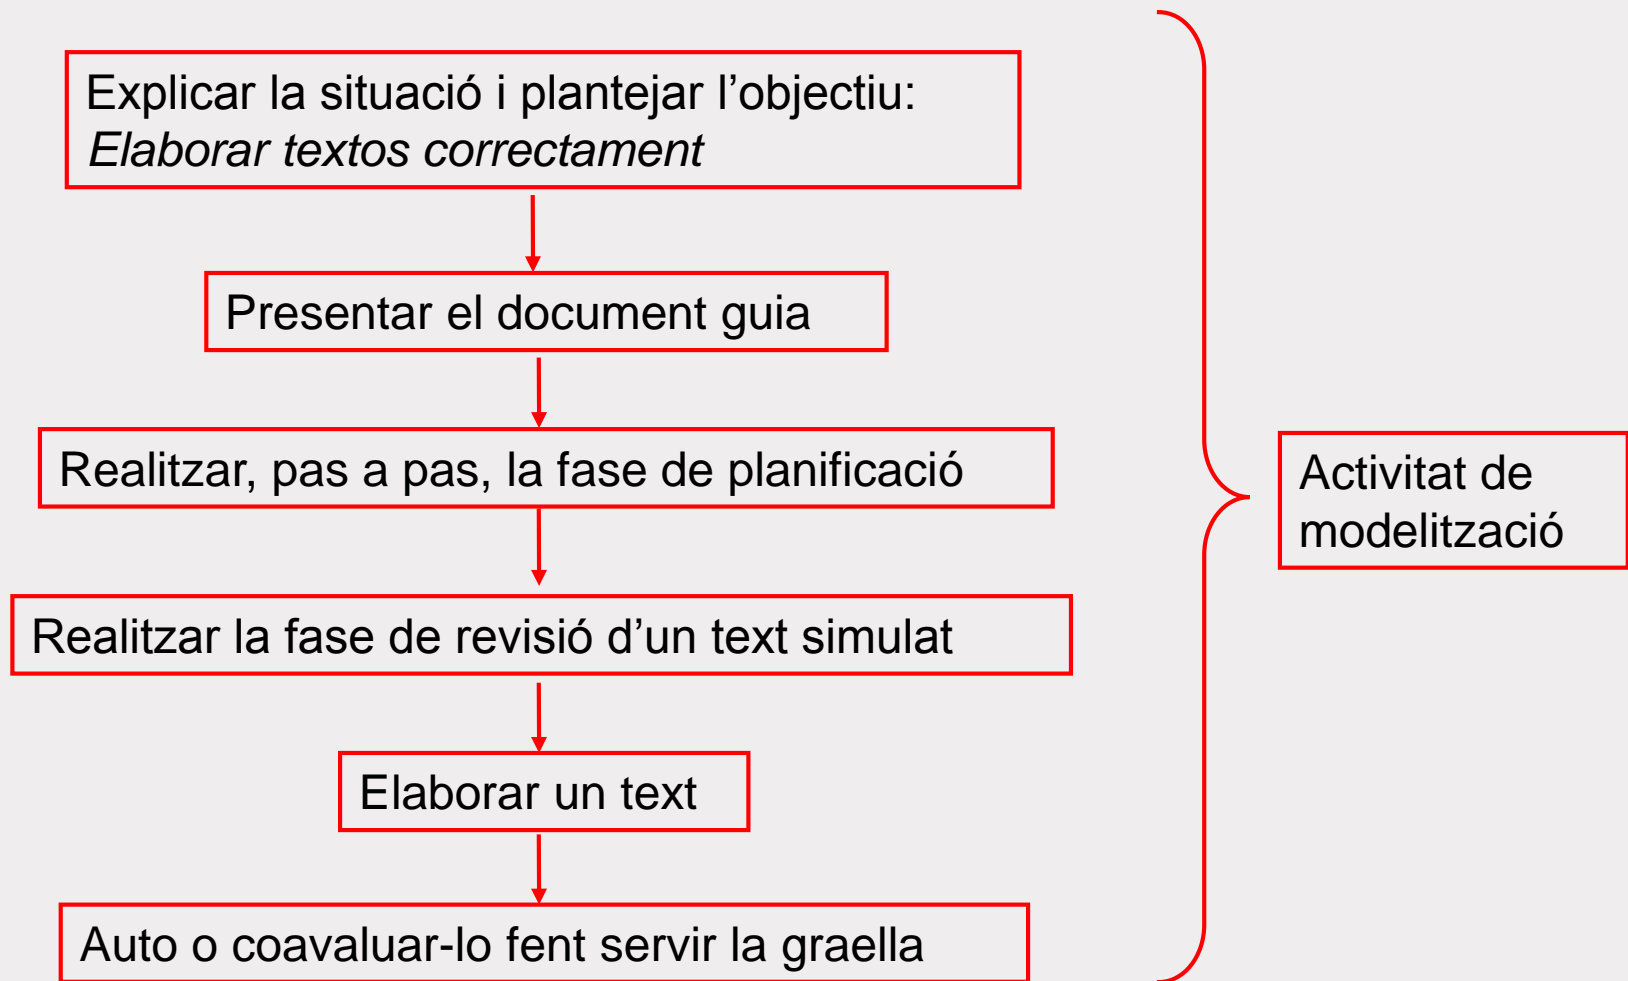 Explicar la situació i plantejar l’objectiu:
Elaborar textos correctament
Presentar el document guia
Realitzar, pas a pas, la fase de planificació
Realitzar la fase de revisió d’un text simulat
Elaborar un text
Auto o coavaluar-lo fent servir la graella
Activitat de
modelització